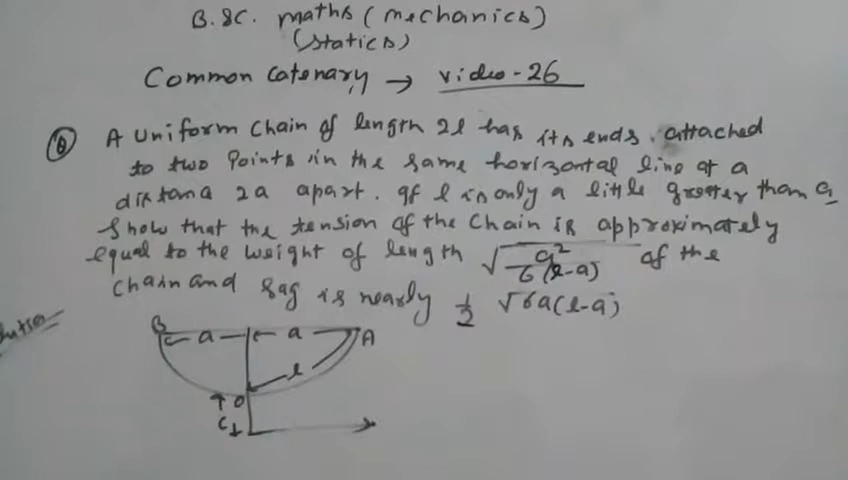 B.SC. maths (mechanics)
(statics)
Common Catenary → video-26
Q A Uniform Chain of length 2l has its ends attached
to two Points in the same horizontal line at a
distance 2a apart. If l is only a little greater than a
show that the tension of the Chain is approximately
equal to the weight of length √a²/6(l-a) of the
chain and sag is nearly 1/2 √6a(l-a)
B a a A
l
O
C